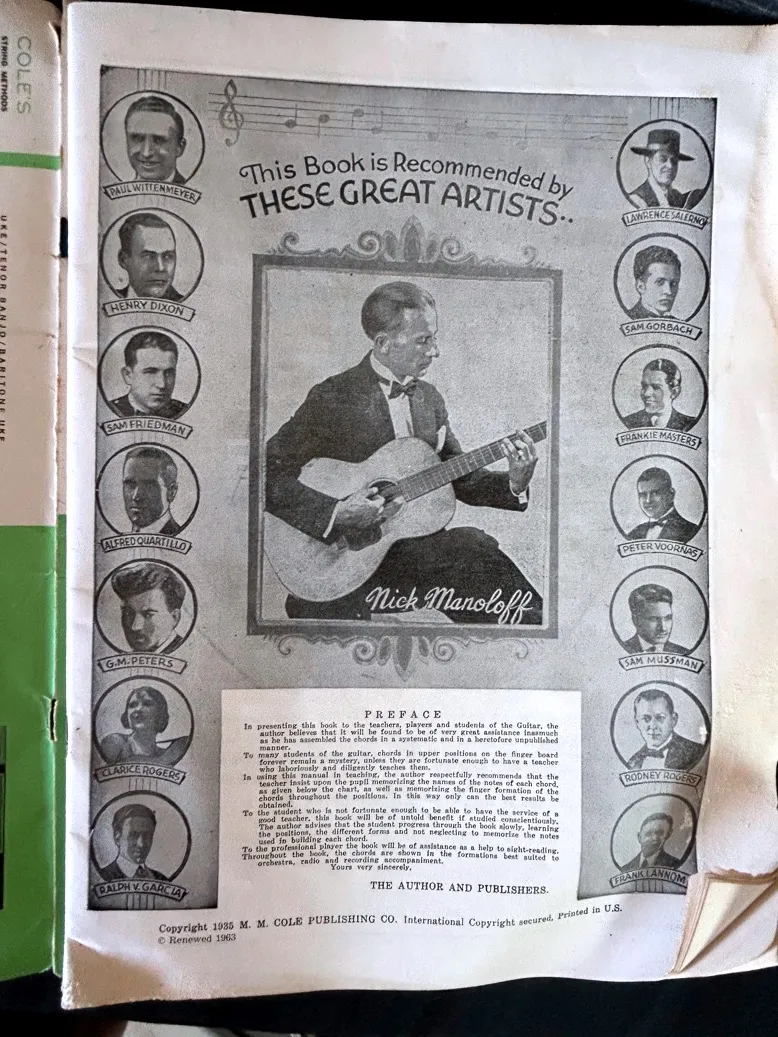 COLE'S
STRING METHODS
UKE/TENOR BANJO/BARITONE UKE
This Book is Recommended by
THESE GREAT ARTISTS..
PAUL WITTENMEYER
HENRY DIXON
SAM FRIEDMAN
ALFRED QUARTILLO
G.M. PETERS
CLARICE ROGERS
RALPH V. GARCIA
Nick Manoloff
LAWRENCE SALERNO
SAM GORBACH
FRANKIE MASTERS
PETER VOORNAS
SAM MUSSMAN
RODNEY ROGERS
FRANK LANNOM
PREFACE
In presenting this book to the teachers, players and students of the Guitar, the
author believes that it will be found to be of very great assistance inasmuch
as he has assembled the chords in a systematic and in a heretofore unpublished
manner.
To many students of the guitar, chords in upper positions on the finger board
forever remain a mystery, unless they are fortunate enough to have a teacher
who laboriously and diligently teaches them.
In using this manual in teaching, the author respectfully recommends that the
teacher insist upon the pupil memorizing the names of the notes of each chord,
as given below the chart, as well as memorizing the finger formation of the
chords throughout the positions. In this way only can the best results be
obtained.
To the student who is not fortunate enough to be able to have the service of a
good teacher, this book will be of untold benefit if studied conscientiously.
The author advises that the student progress through the book slowly, learning
the positions, the different forms and not neglecting to memorize the notes
used in building each chord.
To the professional player the book will be of assistance as a help to sight-reading.
Throughout the book, the chords are shown in the formations best suited to
orchestra, radio and recording accompaniment.
Yours very sincerely,
THE AUTHOR AND PUBLISHERS.
Copyright 1935 M. M. COLE PUBLISHING CO. International Copyright secured, Printed in U.S.
© Renewed 1963